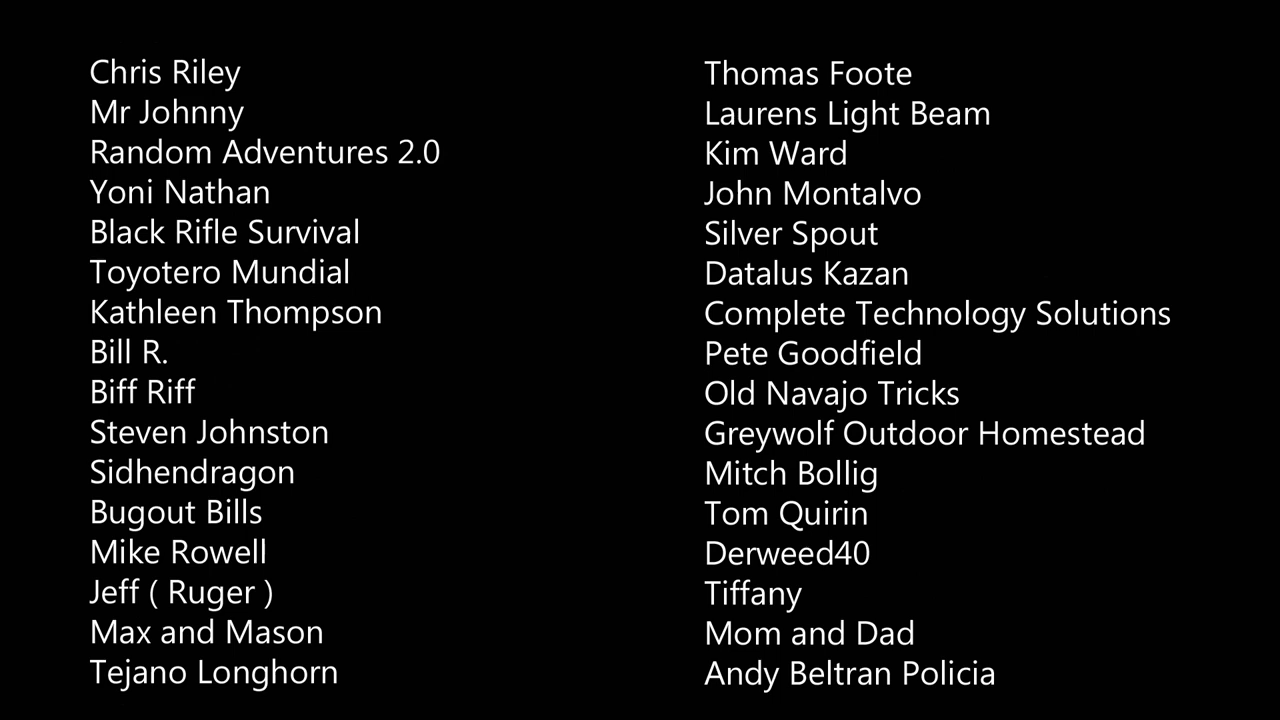 Chris Riley
Mr Johnny
Random Adventures 2.0
Yoni Nathan
Black Rifle Survival
Toyotero Mundial
Kathleen Thompson
Bill R.
Biff Riff
Steven Johnston
Sidhendragon
Bugout Bills
Mike Rowell
Jeff ( Ruger )
Max and Mason
Tejano Longhorn
Thomas Foote
Laurens Light Beam
Kim Ward
John Montalvo
Silver Spout
Datalus Kazan
Complete Technology Solutions
Pete Goodfield
Old Navajo Tricks
Greywolf Outdoor Homestead
Mitch Bollig
Tom Quirin
Derweed40
Tiffany
Mom and Dad
Andy Beltran Policia